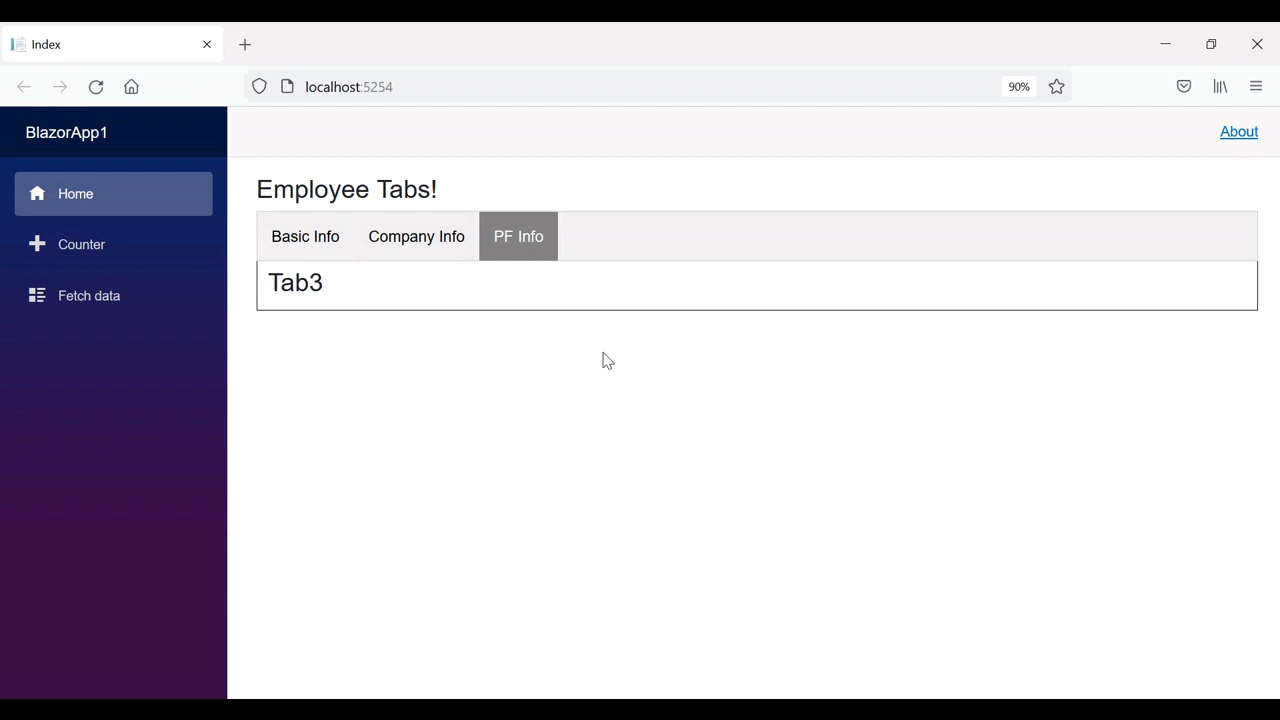 Index
localhost:5254
90%
BlazorApp1
About
Home
Counter
Fetch data
Employee Tabs!
Basic Info Company Info PF Info
Tab3